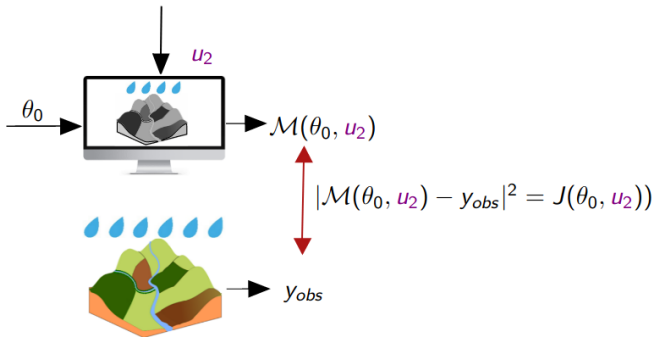 u₂
θ₀
ℳ(θ₀, u₂)
|ℳ(θ₀, u₂) − y_obs|² = J(θ₀, u₂))
y_obs